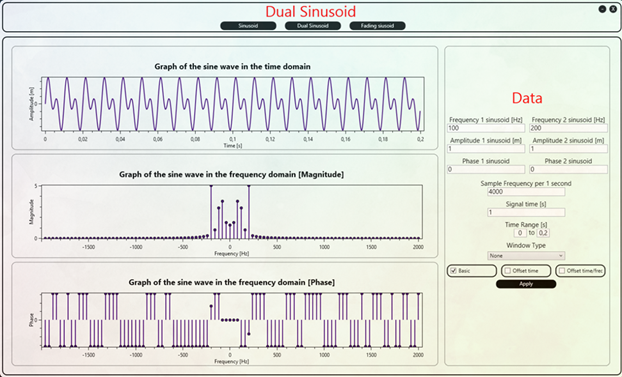 Dual Sinusoid
Sinusoid Dual Sinusoid Fading siusoid
Graph of the sine wave in the time domain
Amplitude [m]
0
0 0,02 0,04 0,06 0,08 0,1 0,12 0,14 0,16 0,18 0,2
Time [s]
Graph of the sine wave in the frequency domain [Magnitude]
Magnitude
5
0
-1500 -1000 -500 0 500 1000 1500 2000
Frequency [Hz]
Graph of the sine wave in the frequency domain [Phase]
Phase
0
-1500 -1000 -500 0 500 1000 1500 2000
Frequency [Hz]
Data
Frequency 1 sinusoid [Hz] Frequency 2 sinusoid [Hz]
100 200
Amplitude 1 sinusoid [m] Amplitude 2 sinusoid [m]
1 1
Phase 1 sinusoid Phase 2 sinusoid
0 0
Sample Frequency per 1 second
4000
Signal time [s]
1
Time Range [s]
0 to 0,2
Window Type
None
Basic Offset time Offset time/frec
Apply